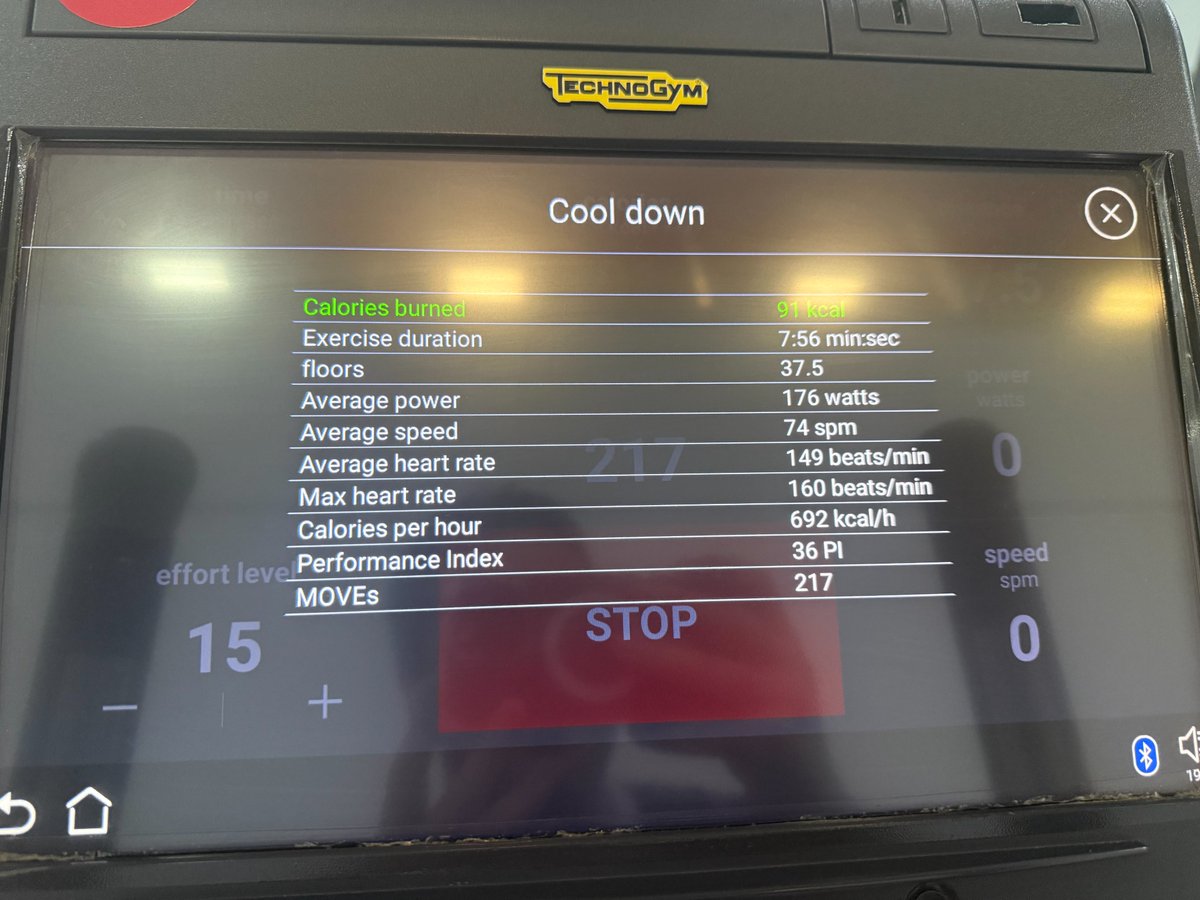 TECHNOGYM
time
Cool down
Calories burned 91 kcal
Exercise duration 7:56 min:sec
floors 37.5
Average power 176 watts
Average speed 74 spm
Average heart rate 149 beats/min
Max heart rate 160 beats/min
Calories per hour 692 kcal/h
Performance Index 36 PI
MOVEs 217
217
power
watts
0
effort level
15
− +
STOP
speed
spm
0
19